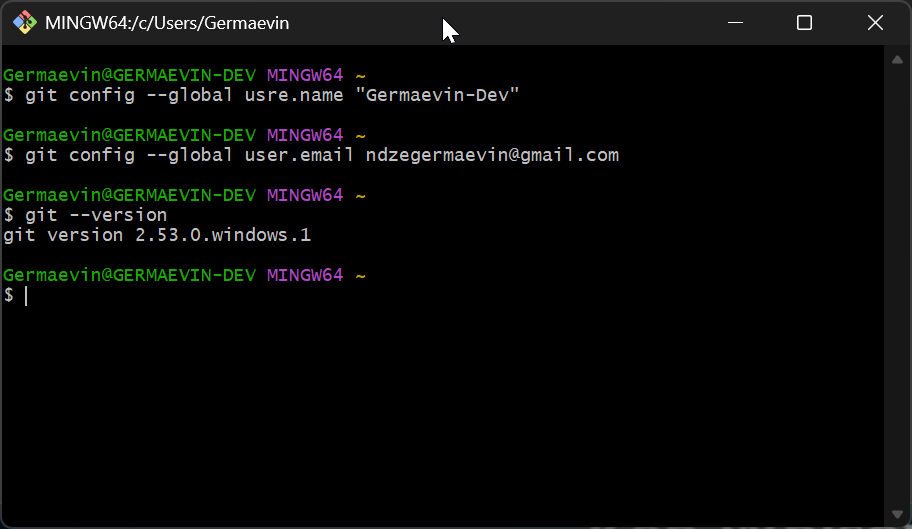 MINGW64:/c/Users/Germaevin
Germaevin@GERMAEVIN-DEV MINGW64 ~
$ git config --global usre.name "Germaevin-Dev"
Germaevin@GERMAEVIN-DEV MINGW64 ~
$ git config --global user.email ndzegermaevin@gmail.com
Germaevin@GERMAEVIN-DEV MINGW64 ~
$ git --version
git version 2.53.0.windows.1
Germaevin@GERMAEVIN-DEV MINGW64 ~
$